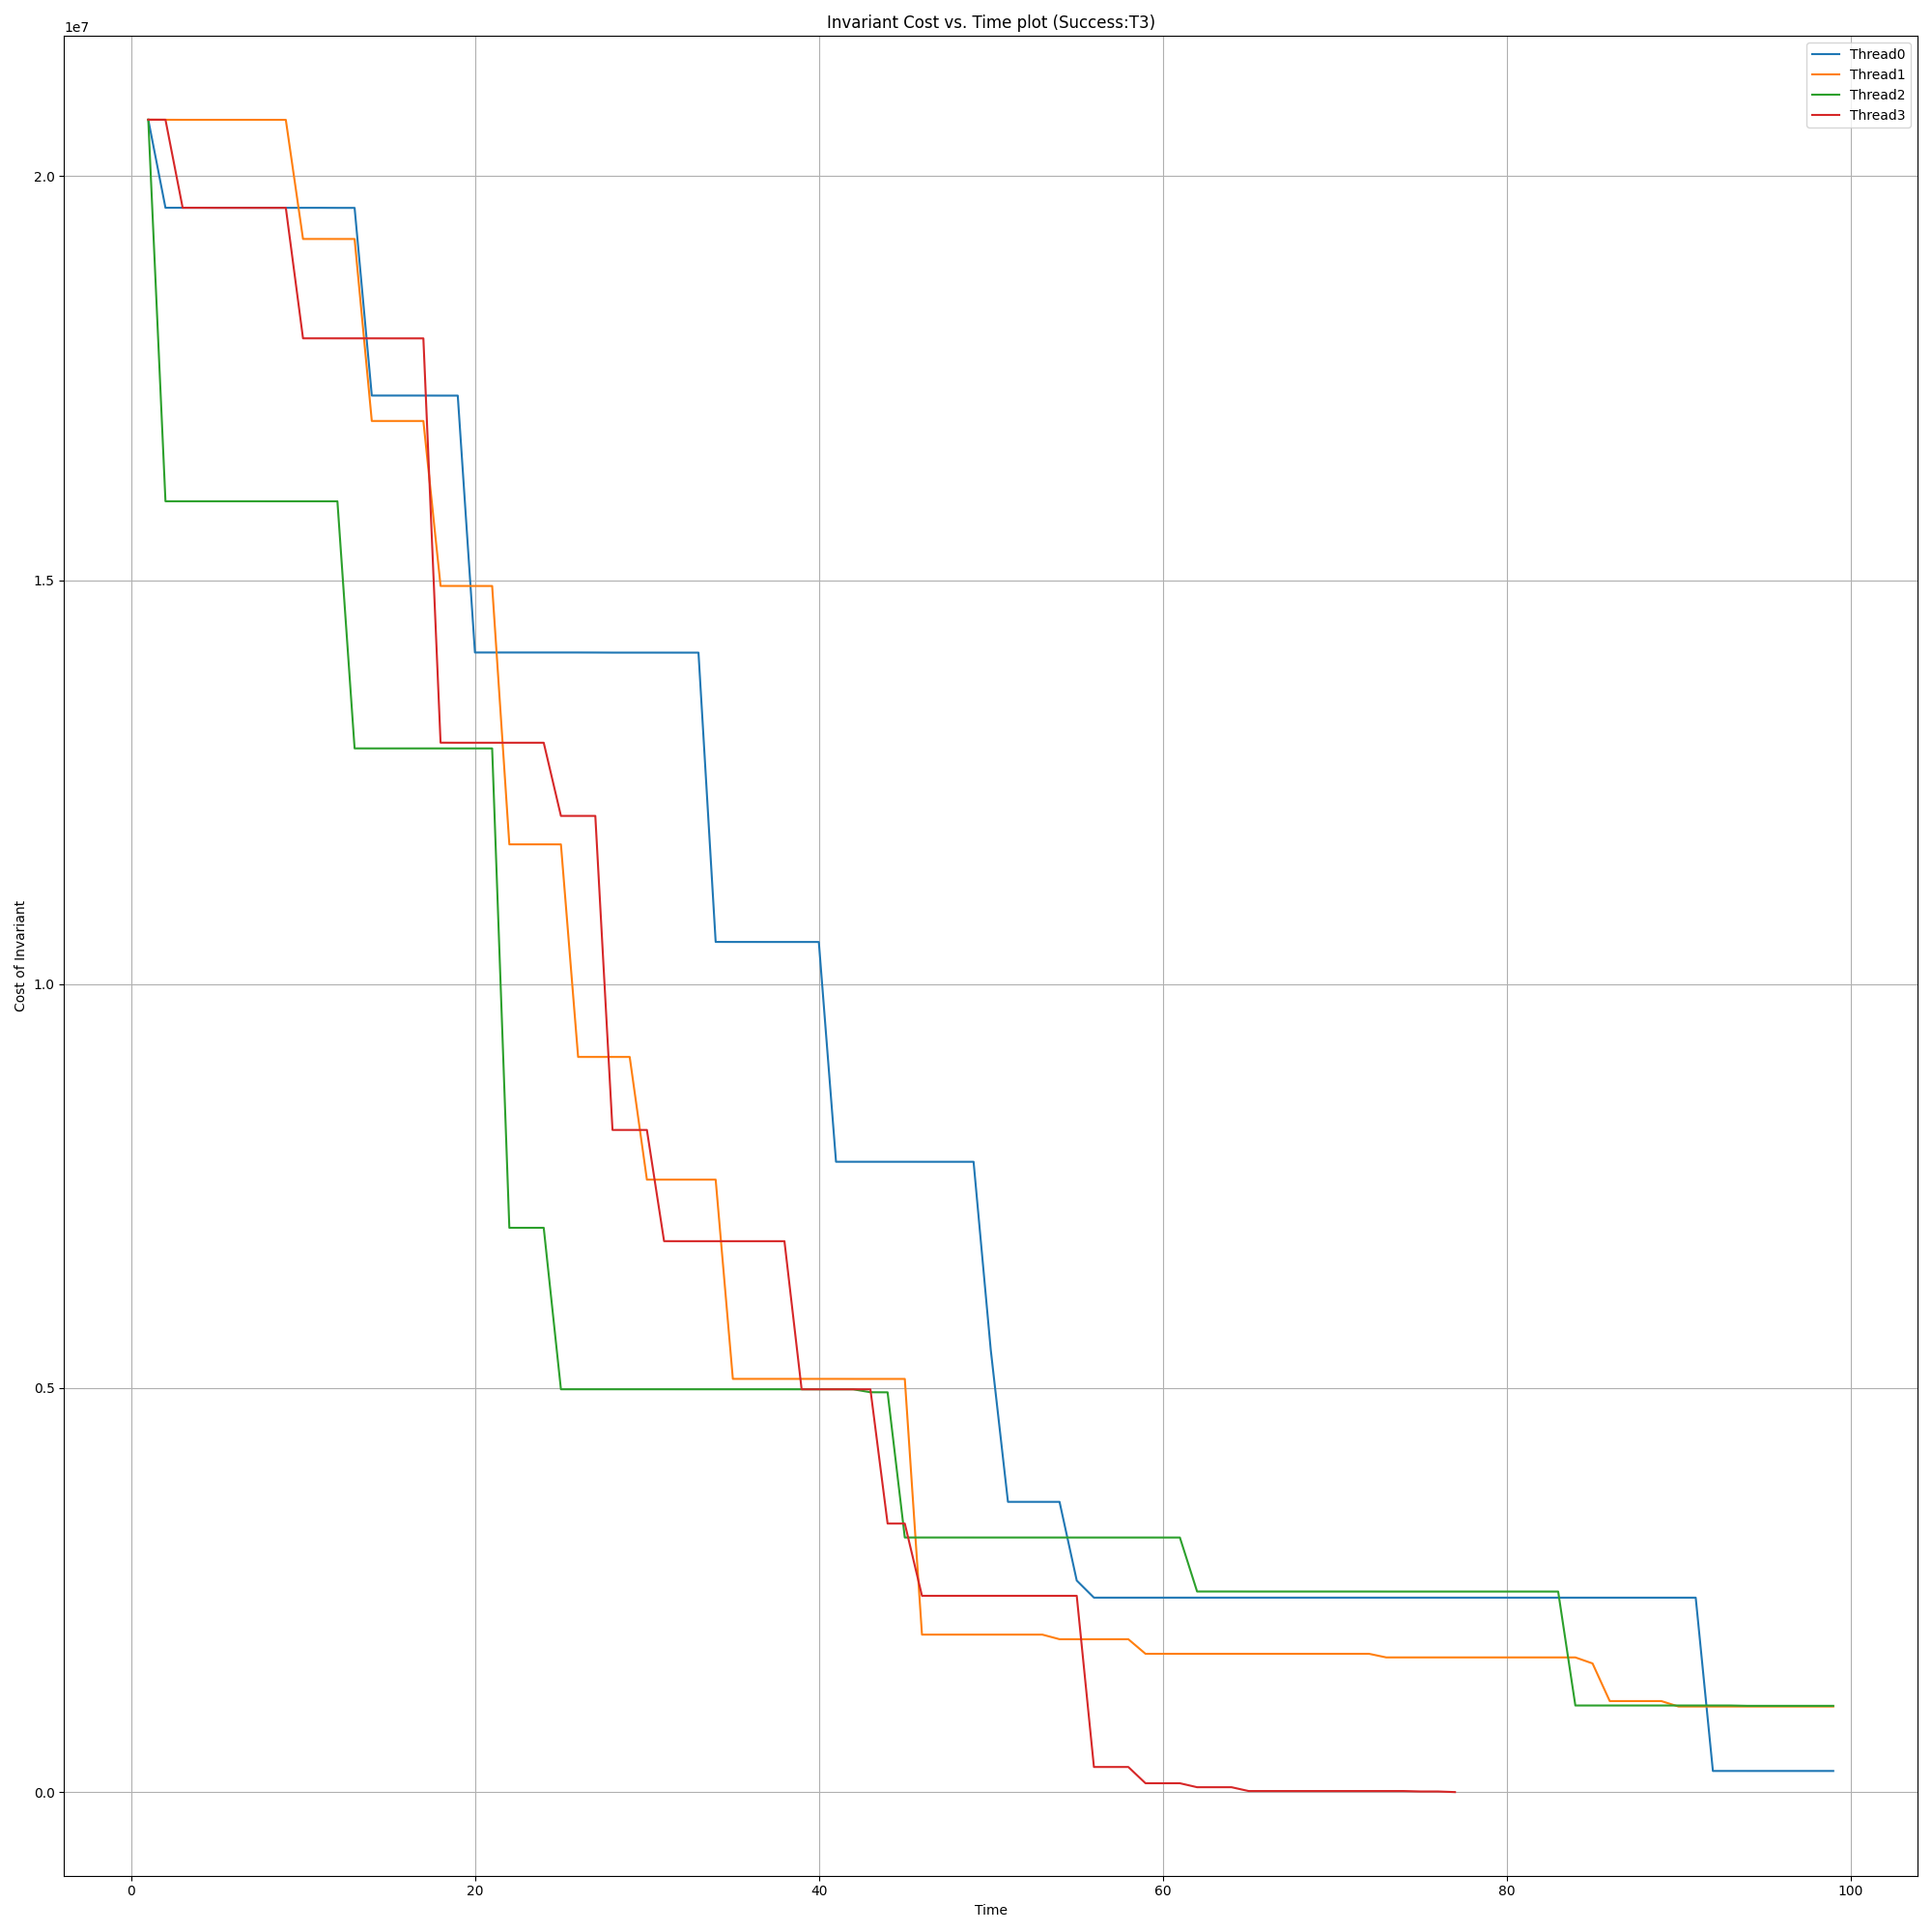 Invariant Cost vs. Time plot (Success:T3)
1e7
Thread0
Thread1
Thread2
Thread3
2.0
1.5
1.0
0.5
0.0
Cost of Invariant
0 20 40 60 80 100
Time